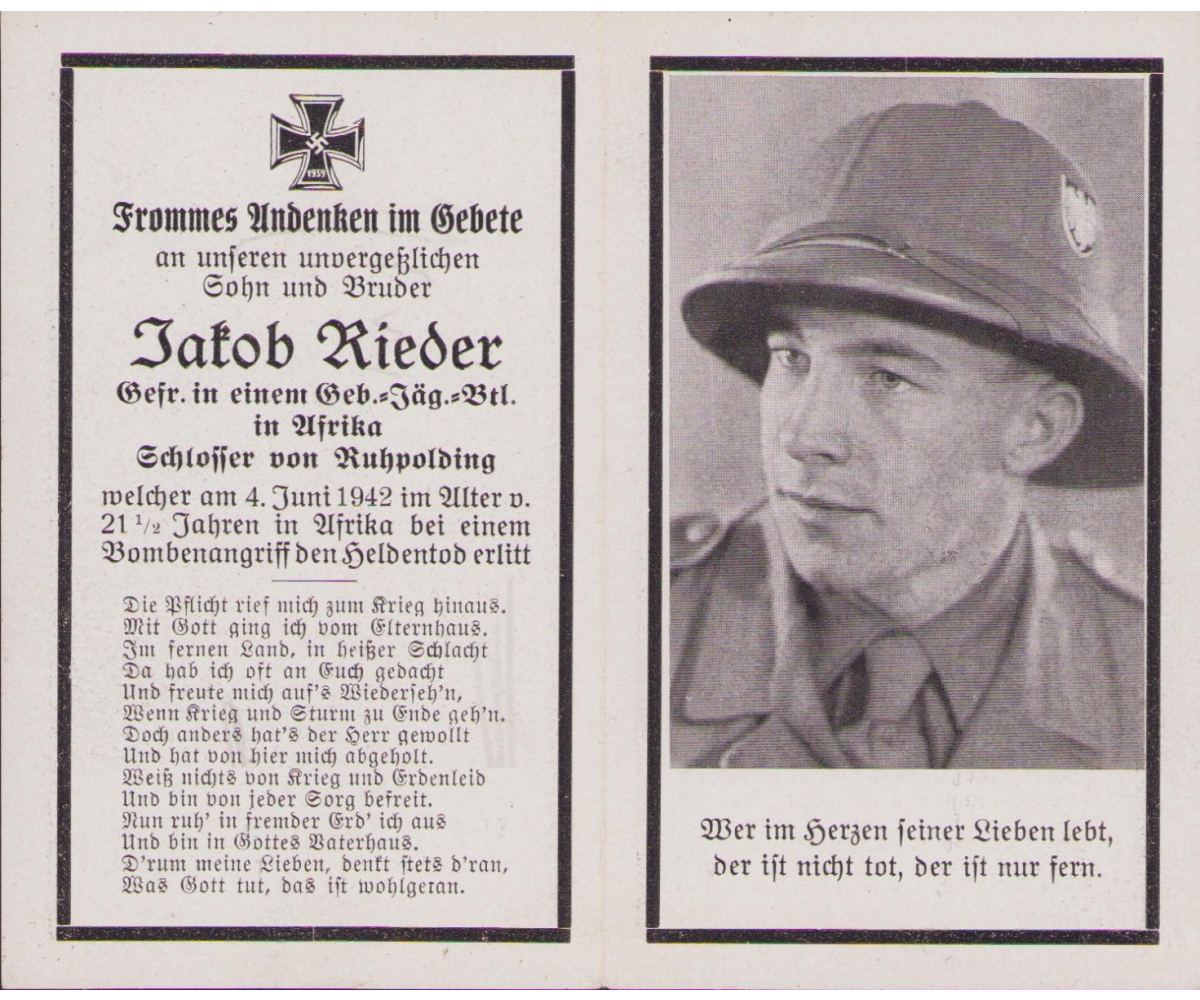 1939
Frommes Andenken im Gebete
an unseren unvergeßlichen
Sohn und Bruder
Jakob Rieder
Gefr. in einem Geb.-Jäg.-Btl.
in Afrika
Schlosser von Ruhpolding
welcher am 4. Juni 1942 im Alter v.
21 1/2 Jahren in Afrika bei einem
Bombenangriff den Heldentod erlitt
Die Pflicht rief mich zum Krieg hinaus.
Mit Gott ging ich vom Elternhaus.
Im fernen Land, in heißer Schlacht
Da hab ich oft an Euch gedacht
Und freute mich auf's Wiederseh'n,
Wenn Krieg und Sturm zu Ende geh'n.
Doch anders hat's der Herr gewollt
Und hat von hier mich abgeholt.
Weiß nichts von Krieg und Erdenleid
Und bin von jeder Sorg befreit.
Nun ruh' in fremder Erd' ich aus
Und bin in Gottes Vaterhaus.
D'rum meine Lieben, denkt stets d'ran,
Was Gott tut, das ist wohlgetan.
Wer im Herzen seiner Lieben lebt,
der ist nicht tot, der ist nur fern.